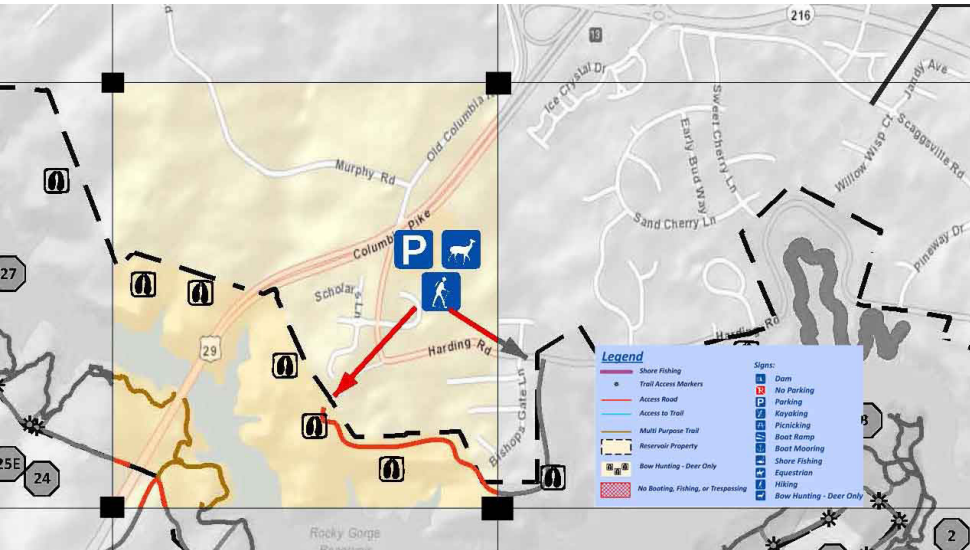 216
13
Ice Crystal Dr
Jandy Ave
Old Columbia
Sweet Cherry Ln
Early Bud Way
Willow Wisp Ct
Scaggsville Rd
Murphy Rd
Sand Cherry Ln
Columb
Pike
P
Pineway Dr
27
Scholar
s Ln
29
Harding Rd
Harding Rd
Bishops Gate Ln
25E
24
Legend
Shore Fishing
Trail Access Markers
Access Road
Access to Trail
Multi Purpose Trail
Reservoir Property
Bow Hunting - Deer Only
No Boating, Fishing, or Trespassing
Signs:
Dam
No Parking
P
Parking
Kayaking
Picnicking
Boat Ramp
Boat Mooring
Shore Fishing
Equestrian
Hiking
Bow Hunting - Deer Only
2
Rocky Gorge
Reservoir